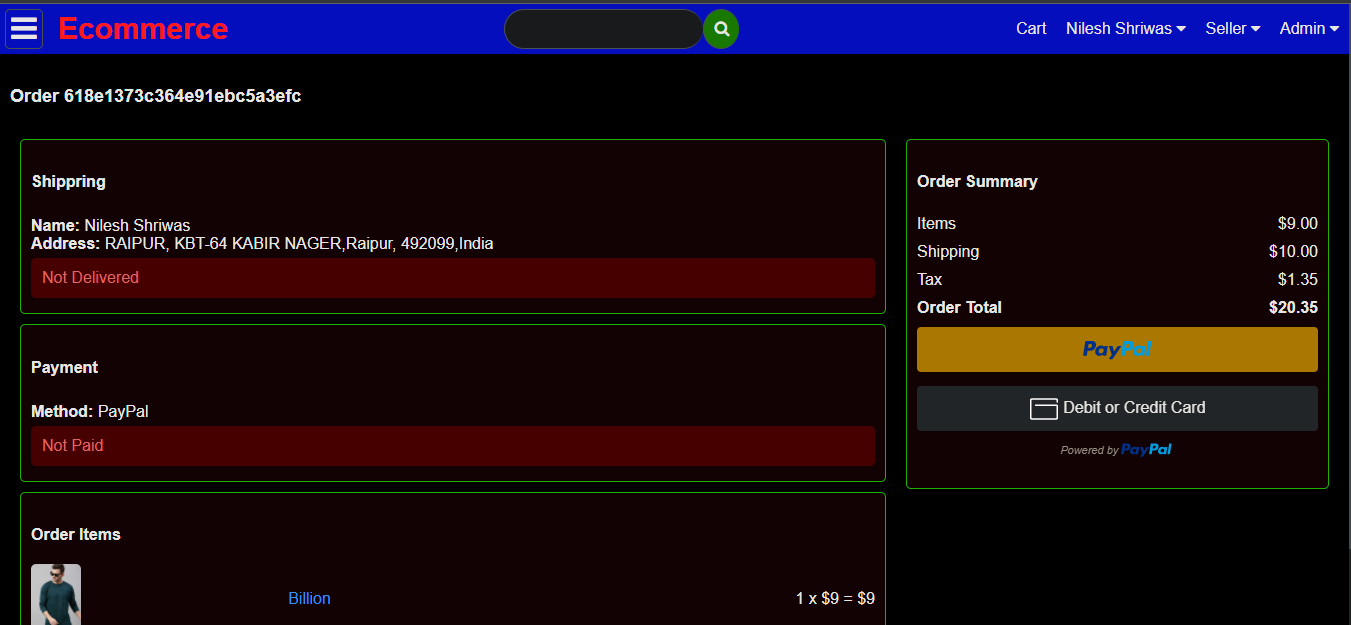 Ecommerce
Cart Nilesh Shriwas Seller Admin
Order 618e1373c364e91ebc5a3efc
Shippring
Name: Nilesh Shriwas
Address: RAIPUR, KBT-64 KABIR NAGER,Raipur, 492099,India
Not Delivered
Payment
Method: PayPal
Not Paid
Order Items
Billion 1 x $9 = $9
Order Summary
Items $9.00
Shipping $10.00
Tax $1.35
Order Total $20.35
PayPal
Debit or Credit Card
Powered by PayPal